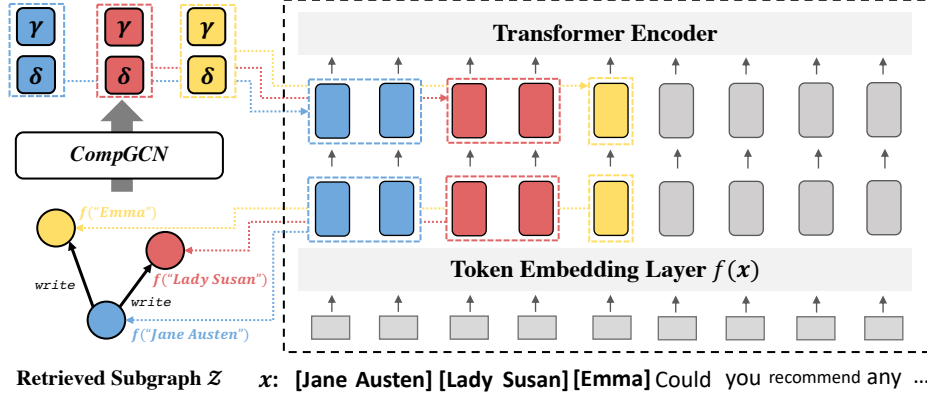 γ γ γ
δ δ δ
Transformer Encoder
CompGCN
f("Emma")
f("Lady Susan")
write
write
f("Jane Austen")
Token Embedding Layer f(x)
Retrieved Subgraph Z
x: [Jane Austen] [Lady Susan] [Emma] Could you recommend any ...